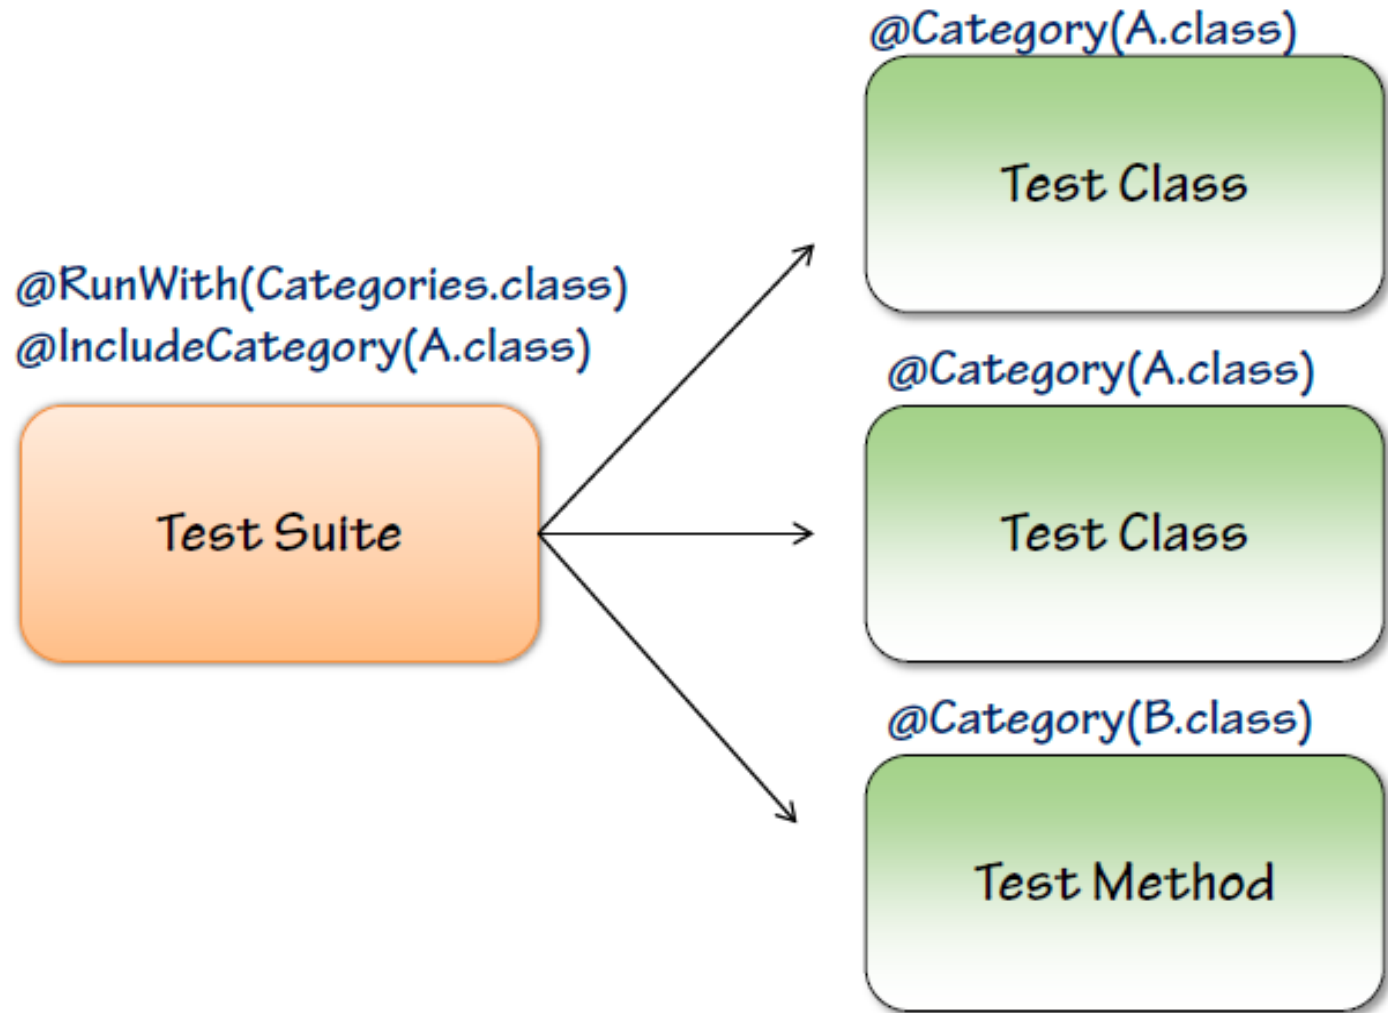 @Category(A.class)
Test Class
@RunWith(Categories.class)
@IncludeCategory(A.class)
Test Suite
@Category(A.class)
Test Class
@Category(B.class)
Test Method